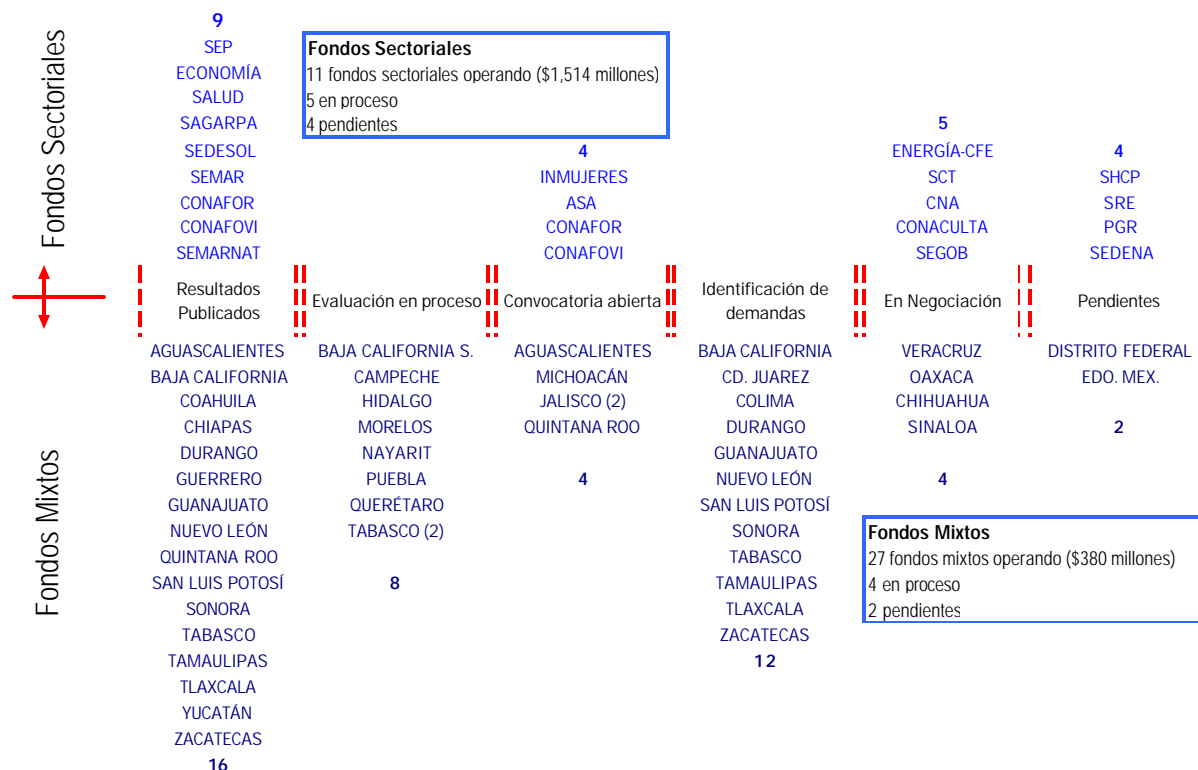 Fondos Sectoriales
9
SEP
ECONOMÍA
SALUD
SAGARPA
SEDESOL
SEMAR
CONAFOR
CONAFOVI
SEMARNAT
Fondos Sectoriales
11 fondos sectoriales operando ($1,514 millones)
5 en proceso
4 pendientes
4
INMUJERES
ASA
CONAFOR
CONAFOVI
5
ENERGÍA-CFE
SCT
CNA
CONACULTA
SEGOB
4
SHCP
SRE
PGR
SEDENA
Resultados
Publicados
Evaluación en proceso
Convocatoria abierta
Identificación de
demandas
En Negociación
Pendientes
Fondos Mixtos
AGUASCALIENTES
BAJA CALIFORNIA
COAHUILA
CHIAPAS
DURANGO
GUERRERO
GUANAJUATO
NUEVO LEÓN
QUINTANA ROO
SAN LUIS POTOSÍ
SONORA
TABASCO
TAMAULIPAS
TLAXCALA
YUCATÁN
ZACATECAS
16
BAJA CALIFORNIA S.
CAMPECHE
HIDALGO
MORELOS
NAYARIT
PUEBLA
QUERÉTARO
TABASCO (2)
8
AGUASCALIENTES
MICHOACÁN
JALISCO (2)
QUINTANA ROO
4
BAJA CALIFORNIA
CD. JUAREZ
COLIMA
DURANGO
GUANAJUATO
NUEVO LEÓN
SAN LUIS POTOSÍ
SONORA
TABASCO
TAMAULIPAS
TLAXCALA
ZACATECAS
12
VERACRUZ
OAXACA
CHIHUAHUA
SINALOA
4
DISTRITO FEDERAL
EDO. MEX.
2
Fondos Mixtos
27 fondos mixtos operando ($380 millones)
4 en proceso
2 pendientes